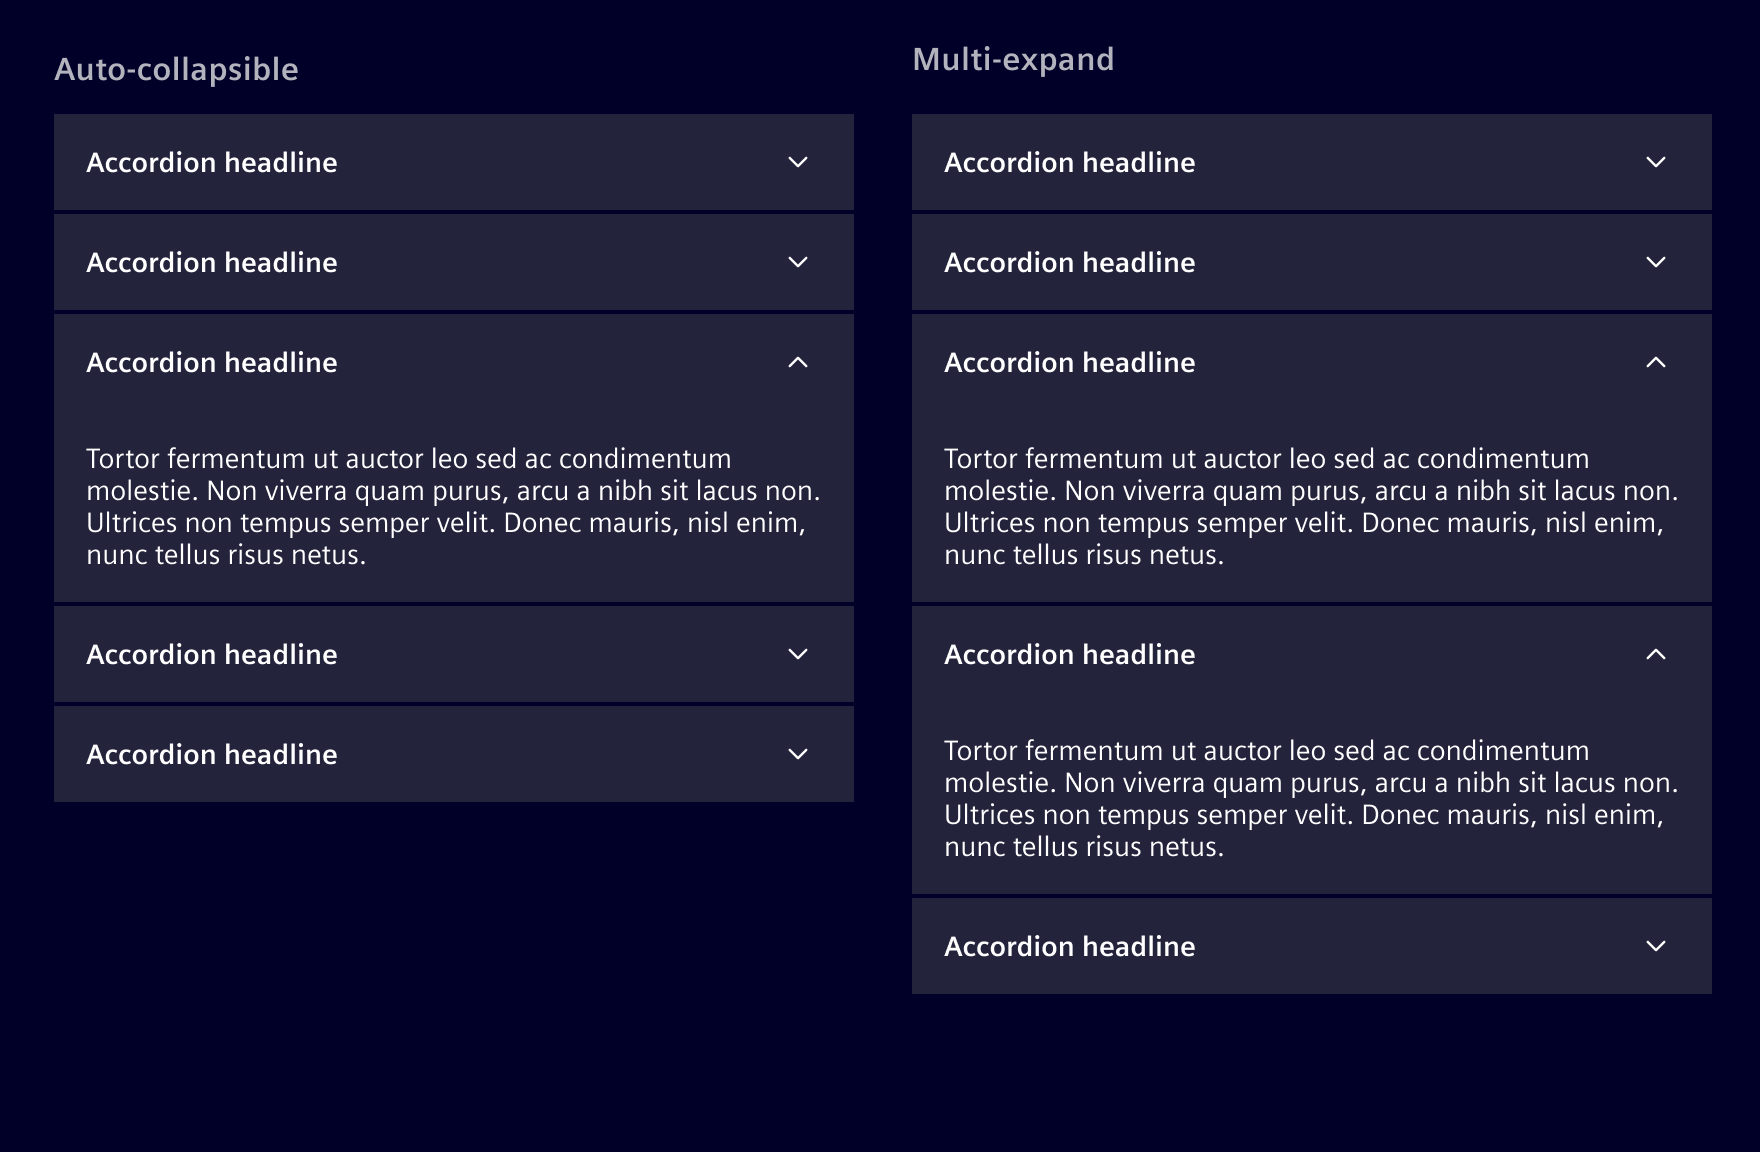 Auto-collapsible
Accordion headline
Accordion headline
Accordion headline
Tortor fermentum ut auctor leo sed ac condimentum
molestie. Non viverra quam purus, arcu a nibh sit lacus non.
Ultrices non tempus semper velit. Donec mauris, nisl enim,
nunc tellus risus netus.
Accordion headline
Accordion headline
Multi-expand
Accordion headline
Accordion headline
Accordion headline
Tortor fermentum ut auctor leo sed ac condimentum
molestie. Non viverra quam purus, arcu a nibh sit lacus non.
Ultrices non tempus semper velit. Donec mauris, nisl enim,
nunc tellus risus netus.
Accordion headline
Tortor fermentum ut auctor leo sed ac condimentum
molestie. Non viverra quam purus, arcu a nibh sit lacus non.
Ultrices non tempus semper velit. Donec mauris, nisl enim,
nunc tellus risus netus.
Accordion headline